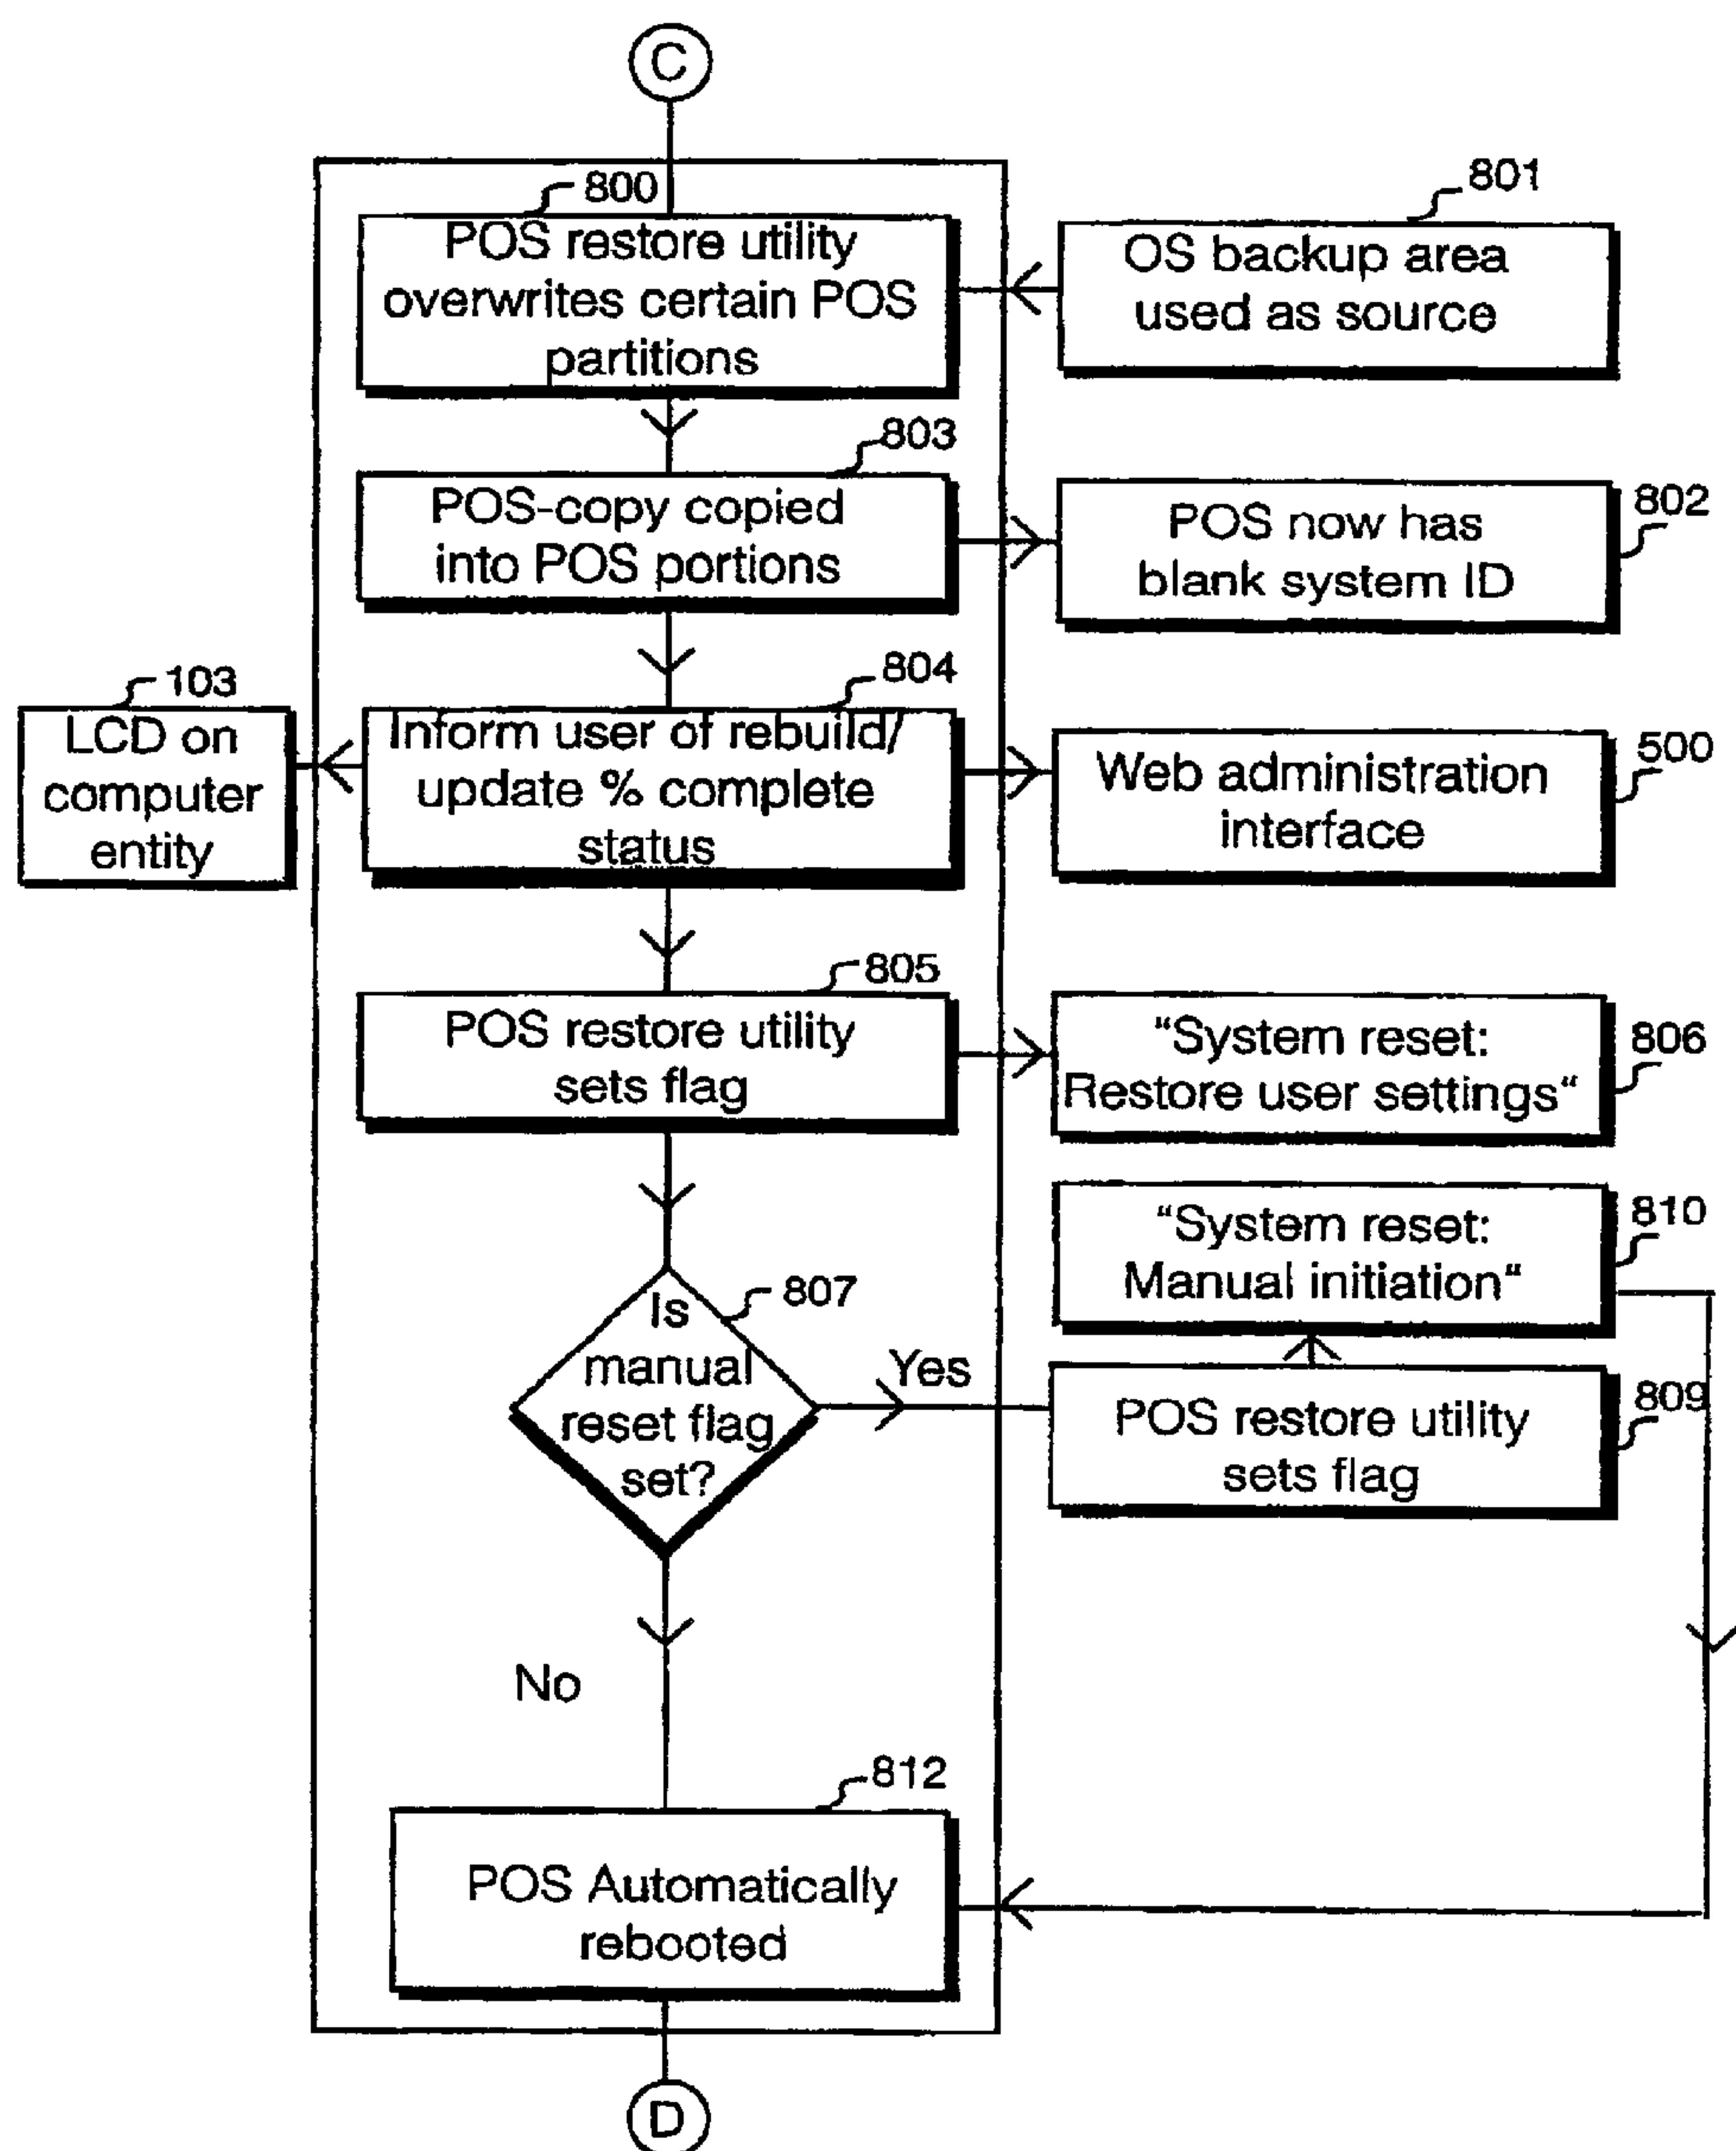 C
800
POS restore utility
overwrites certain POS
partitions
801
OS backup area
used as source
803
POS-copy copied
into POS portions
802
POS now has
blank system ID
103
LCD on
computer
entity
804
Inform user of rebuild/
update % complete
status
500
Web administration
interface
805
POS restore utility
sets flag
806
“System reset:
Restore user settings“
807
Is
manual
reset flag
set?
Yes
810
“System reset:
Manual initiation“
809
POS restore utility
sets flag
No
812
POS Automatically
rebooted
D